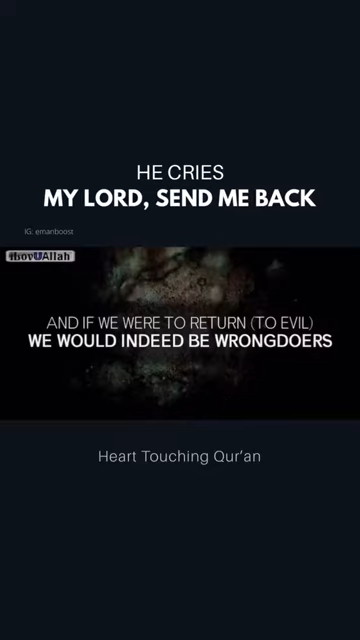 HE CRIES
MY LORD, SEND ME BACK
IG: emanboost
ilovUAllah
AND IF WE WERE TO RETURN (TO EVIL)
WE WOULD INDEED BE WRONGDOERS
Heart Touching Qur’an